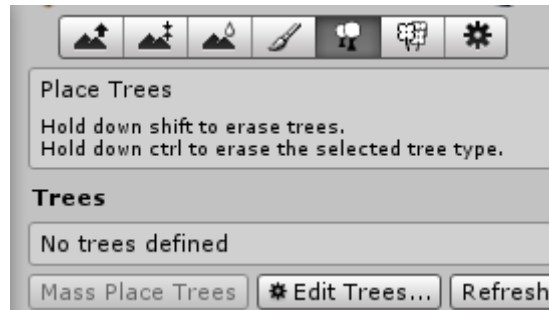 Place Trees
Hold down shift to erase trees.
Hold down ctrl to erase the selected tree type.
Trees
No trees defined
Mass Place Trees Edit Trees... Refresh